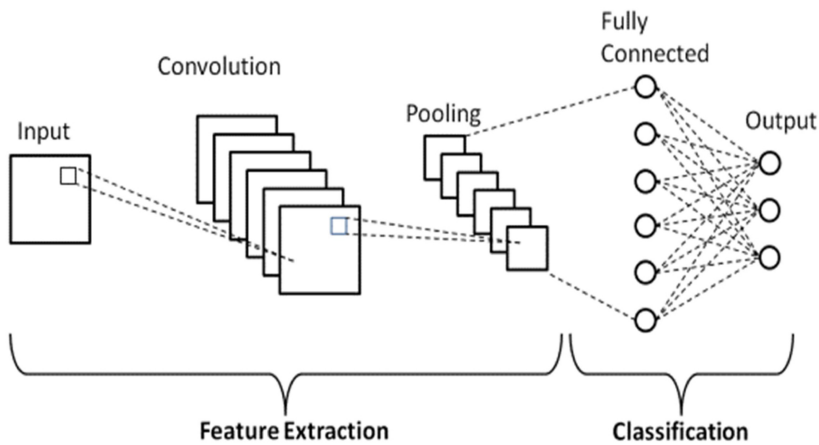 Input
Convolution
Pooling
Fully
Connected
Output
Feature Extraction
Classification